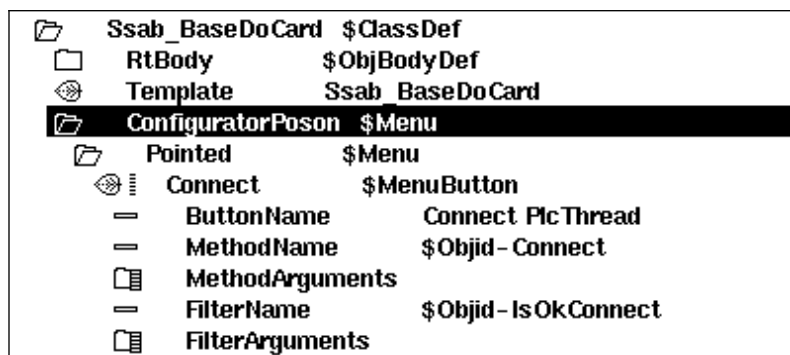 Ssab_BaseDoCard $ClassDef
RtBody $ObjBodyDef
Template Ssab_BaseDoCard
ConfiguratorPoson $Menu
Pointed $Menu
Connect $MenuButton
ButtonName Connect PlcThread
MethodName $Objid-Connect
MethodArguments
FilterName $Objid-IsOkConnect
FilterArguments